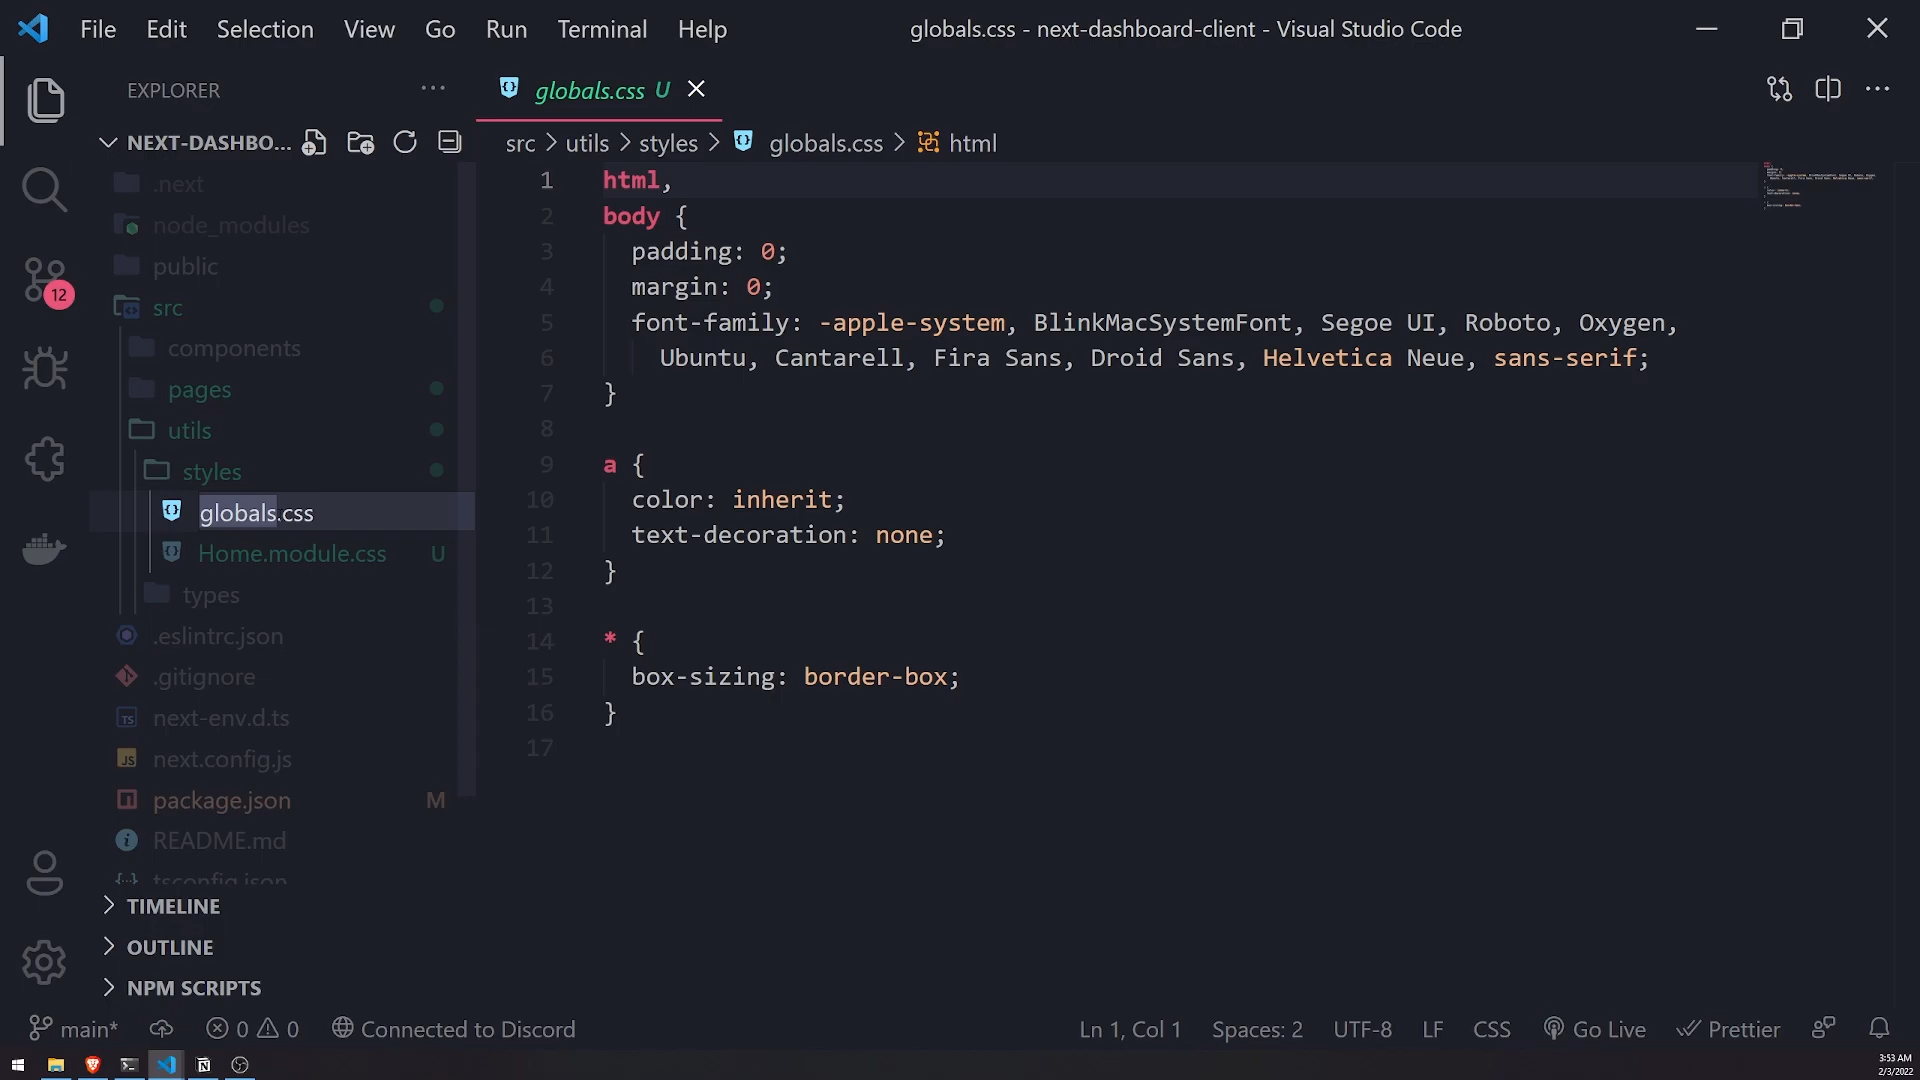 File Edit Selection View Go Run Terminal Help
globals.css - next-dashboard-client - Visual Studio Code
EXPLORER ...
NEXT-DASHBO...
.next
node_modules
public
src
components
pages
utils
styles
globals.css
Home.module.css U
types
.eslintrc.json
.gitignore
next-env.d.ts
next.config.js
package.json M
README.md
tsconfig.json
TIMELINE
OUTLINE
NPM SCRIPTS
12
globals.css U
src > utils > styles > globals.css > html
1 html,
2 body {
3 padding: 0;
4 margin: 0;
5 font-family: -apple-system, BlinkMacSystemFont, Segoe UI, Roboto, Oxygen,
6 Ubuntu, Cantarell, Fira Sans, Droid Sans, Helvetica Neue, sans-serif;
7 }
8
9 a {
10 color: inherit;
11 text-decoration: none;
12 }
13
14 * {
15 box-sizing: border-box;
16 }
17
main* 0 0 Connected to Discord
Ln 1, Col 1 Spaces: 2 UTF-8 LF CSS Go Live Prettier
3:53 AM
2/3/2022